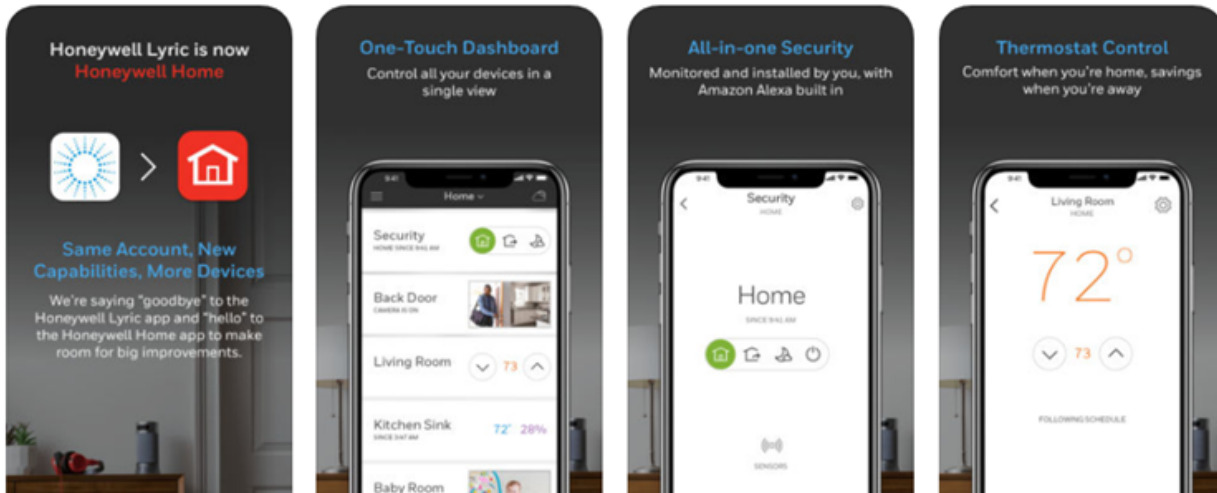 Honeywell Lyric is now
Honeywell Home
Same Account, New
Capabilities, More Devices
We're saying "goodbye" to the
Honeywell Lyric app and "hello" to
the Honeywell Home app to make
room for big improvements.
One-Touch Dashboard
Control all your devices in a
single view
9:41
Home
Security
HOME SINCE 9:41 AM
Back Door
CAMERA IS ON
Living Room
73
Kitchen Sink
72° 28%
SINCE 3:47 AM
Baby Room
All-in-one Security
Monitored and installed by you, with
Amazon Alexa built in
9:41
Security
HOME
Home
SINCE 9:41 AM
SENSORS
Thermostat Control
Comfort when you're home, savings
when you're away
9:41
Living Room
HOME
72°
73
FOLLOWING SCHEDULE